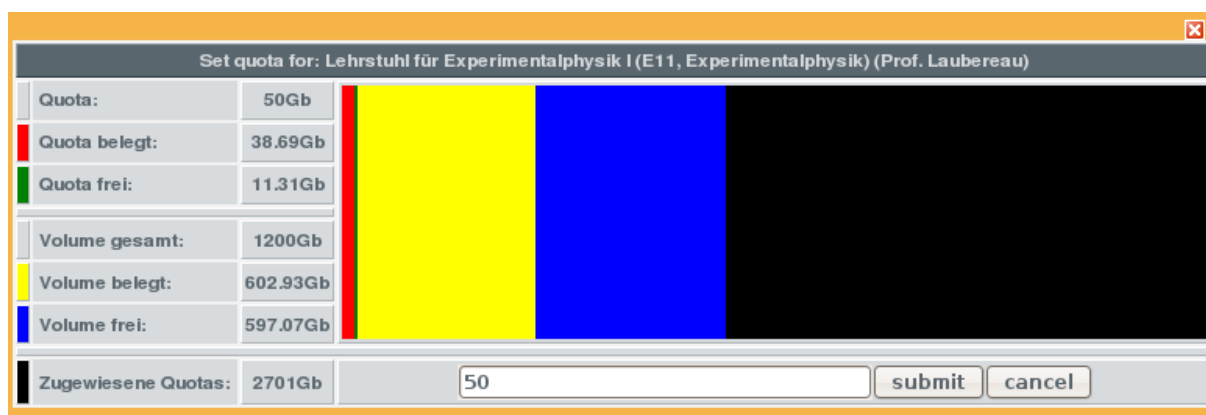 Set quota for: Lehrstuhl für Experimentalphysik I (E11, Experimentalphysik) (Prof. Laubereau)
Quota: 50Gb
Quota belegt: 38.69Gb
Quota frei: 11.31Gb
Volume gesamt: 1200Gb
Volume belegt: 602.93Gb
Volume frei: 597.07Gb
Zugewiesene Quotas: 2701Gb 50 submit cancel